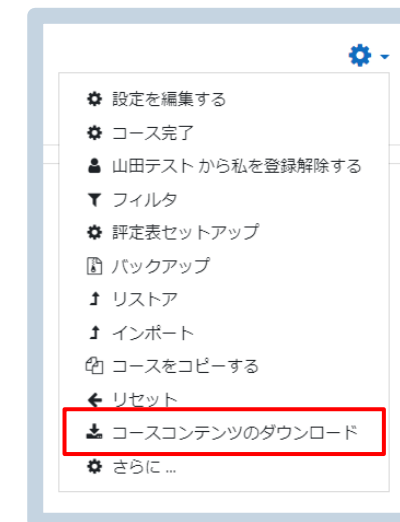 設定を編集する
コース完了
山田テスト から私を登録解除する
フィルタ
評定表セットアップ
バックアップ
リストア
インポート
コースをコピーする
リセット
コースコンテンツのダウンロード
さらに ...